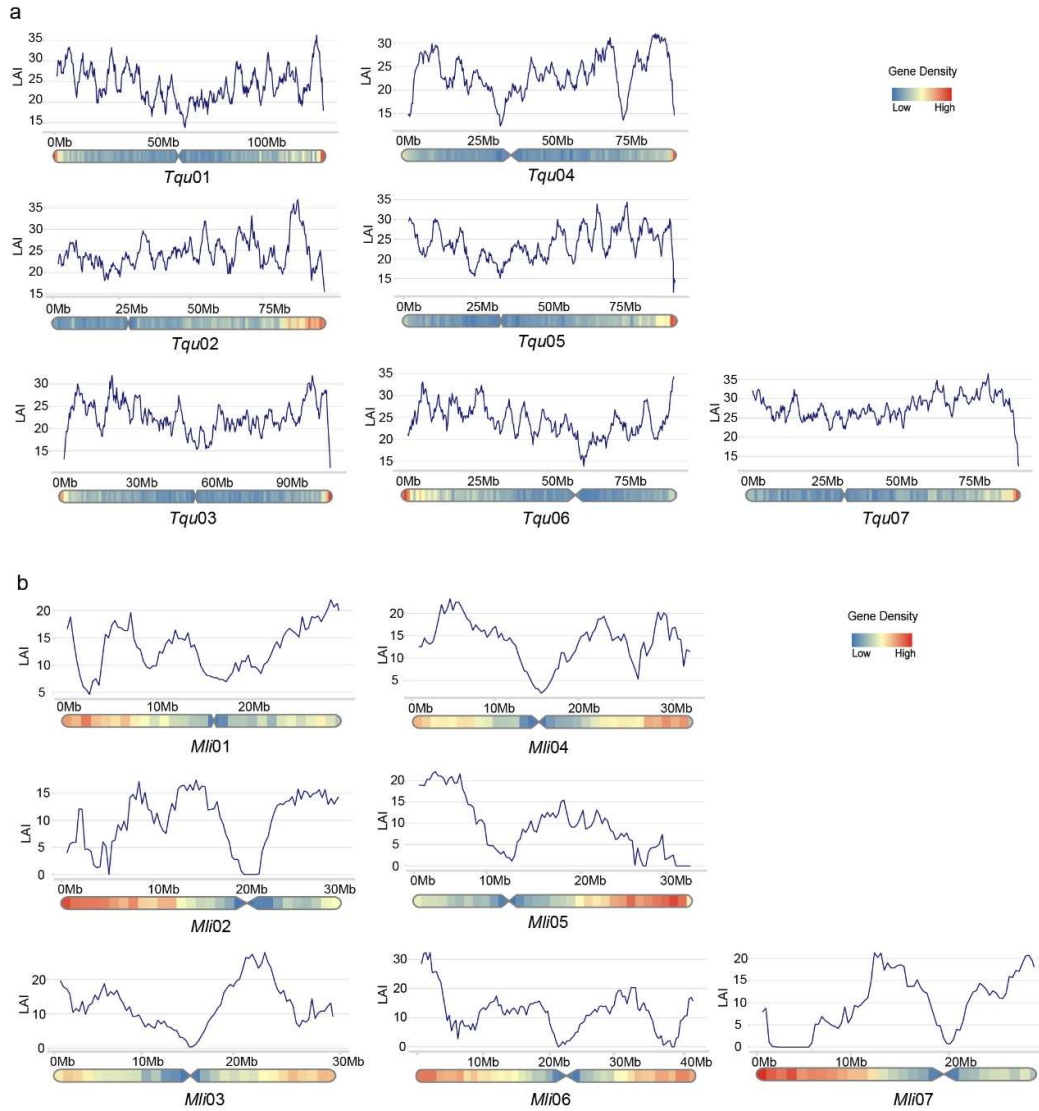 a
35
30
25
20
15
LAI
0Mb 50Mb 100Mb
Tqu01
30
25
20
15
LAI
0Mb 25Mb 50Mb 75Mb
Tqu04
Gene Density
Low High
35
30
25
20
15
LAI
0Mb 25Mb 50Mb 75Mb
Tqu02
35
30
25
20
15
LAI
0Mb 25Mb 50Mb 75Mb
Tqu05
30
25
20
15
LAI
0Mb 30Mb 60Mb 90Mb
Tqu03
35
30
25
20
15
LAI
0Mb 25Mb 50Mb 75Mb
Tqu06
35
30
25
20
15
LAI
0Mb 25Mb 50Mb 75Mb
Tqu07
b
20
15
10
5
LAI
0Mb 10Mb 20Mb
Mli01
20
15
10
5
LAI
0Mb 10Mb 20Mb 30Mb
Mli04
Gene Density
Low High
15
10
5
0
LAI
0Mb 10Mb 20Mb 30Mb
Mli02
20
15
10
5
0
LAI
0Mb 10Mb 20Mb 30Mb
Mli05
20
10
0
LAI
0Mb 10Mb 20Mb 30Mb
Mli03
30
20
10
0
LAI
10Mb 20Mb 30Mb 40Mb
Mli06
20
15
10
5
0
LAI
0Mb 10Mb 20Mb
Mli07